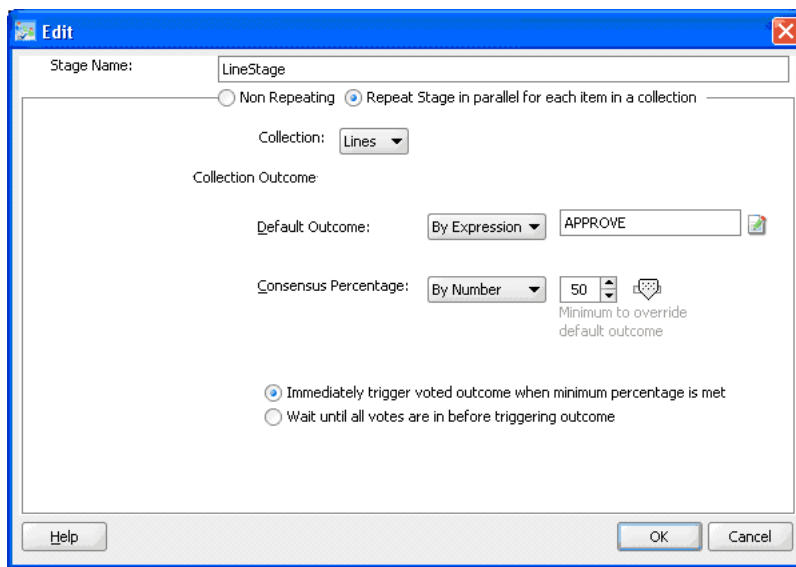 Edit
Stage Name: LineStage
Non Repeating Repeat Stage in parallel for each item in a collection
Collection: Lines
Collection Outcome
Default Outcome: By Expression APPROVE
Consensus Percentage: By Number 50
Minimum to override
default outcome
Immediately trigger voted outcome when minimum percentage is met
Wait until all votes are in before triggering outcome
Help OK Cancel